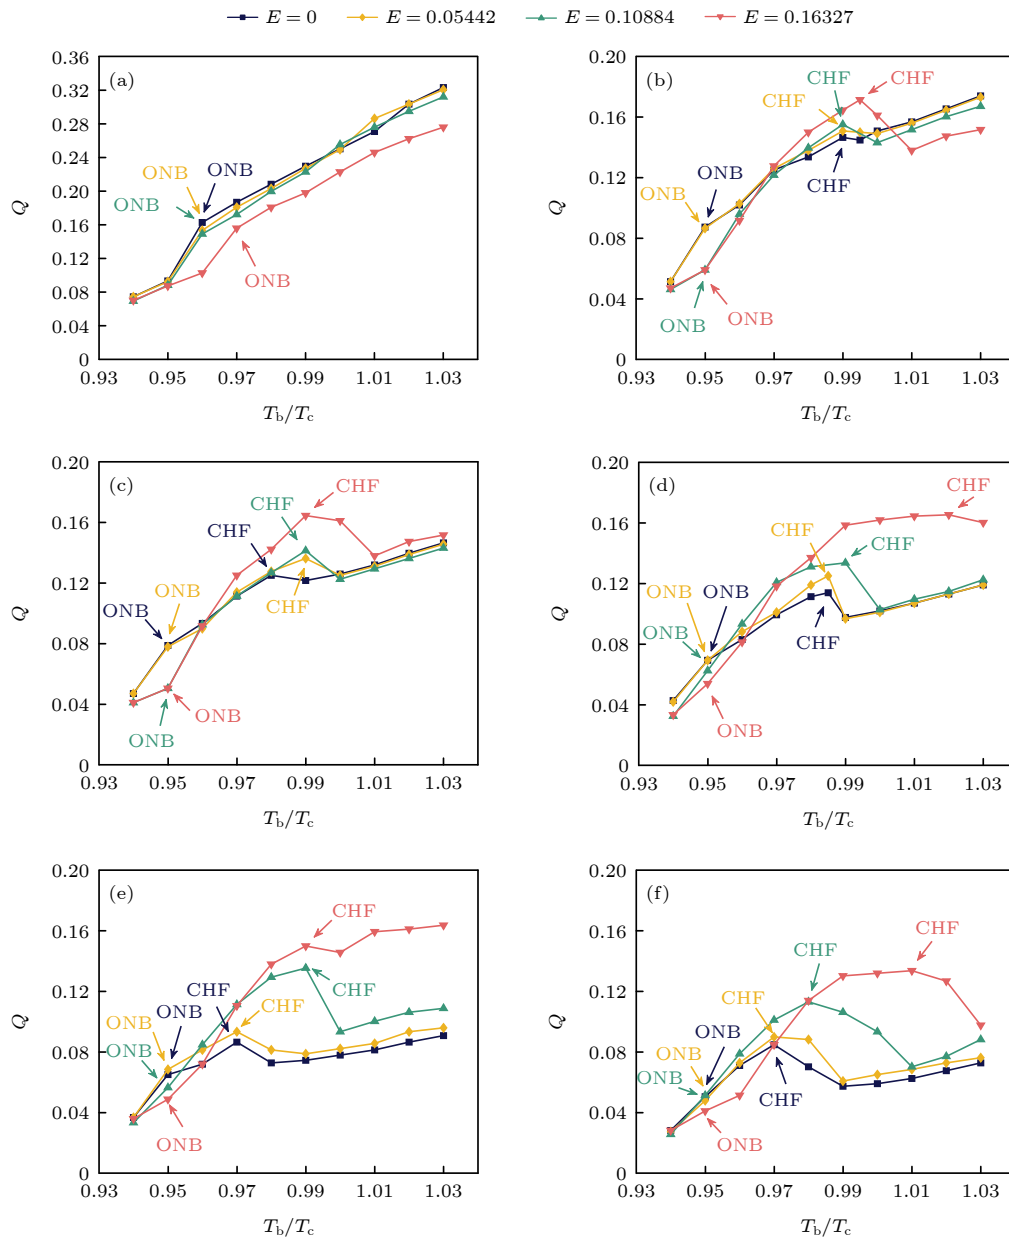 E = 0 E = 0.05442 E = 0.10884 E = 0.16327
(a)
0.36
0.32
0.28
0.24
0.20
0.16
0.12
0.08
0.04
0
Q
ONB
ONB
ONB
ONB
0.93 0.95 0.97 0.99 1.01 1.03
Tb/Tc
(b)
0.20
0.16
0.12
0.08
0.04
0
Q
CHF
CHF
CHF
CHF
ONB
ONB
ONB
ONB
0.93 0.95 0.97 0.99 1.01 1.03
Tb/Tc
(c)
0.20
0.16
0.12
0.08
0.04
0
Q
CHF
CHF
CHF
CHF
ONB
ONB
ONB
ONB
0.93 0.95 0.97 0.99 1.01 1.03
Tb/Tc
(d)
0.20
0.16
0.12
0.08
0.04
0
Q
CHF
CHF
CHF
CHF
ONB
ONB
ONB
ONB
0.93 0.95 0.97 0.99 1.01 1.03
Tb/Tc
(e)
0.20
0.16
0.12
0.08
0.04
0
Q
CHF
CHF
CHF
CHF
ONB
ONB
ONB
ONB
0.93 0.95 0.97 0.99 1.01 1.03
Tb/Tc
(f)
0.20
0.16
0.12
0.08
0.04
0
Q
CHF
CHF
CHF
CHF
ONB
ONB
ONB
ONB
0.93 0.95 0.97 0.99 1.01 1.03
Tb/Tc